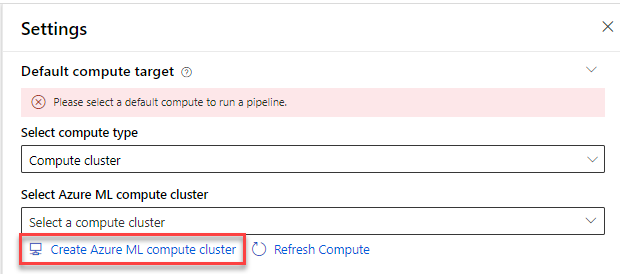 Settings
Default compute target
Please select a default compute to run a pipeline.
Select compute type
Compute cluster
Select Azure ML compute cluster
Select a compute cluster
Create Azure ML compute cluster Refresh Compute